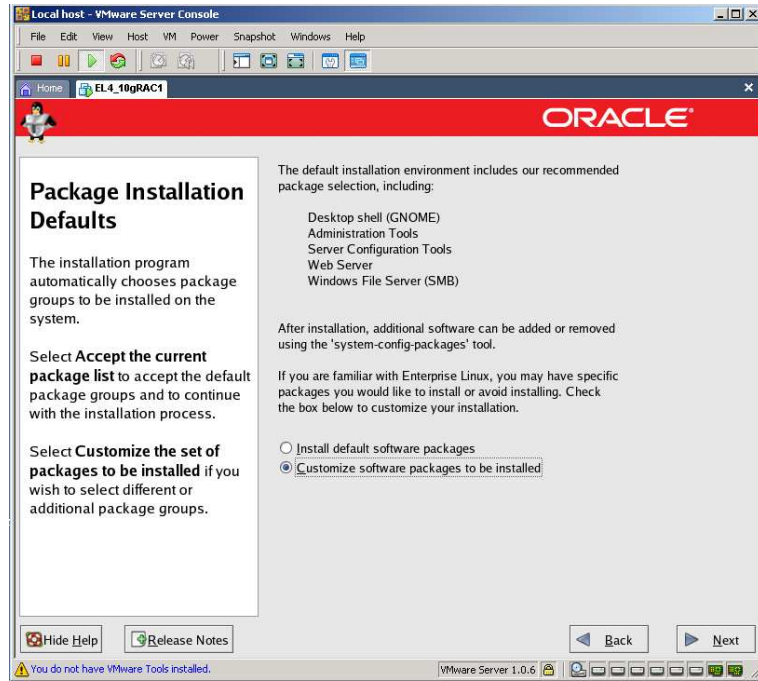 Local host - VMware Server Console
File Edit View Host VM Power Snapshot Windows Help
Home EL4_10gRAC1
ORACLE®
Package Installation
Defaults
The installation program
automatically chooses package
groups to be installed on the
system.
Select Accept the current
package list to accept the default
package groups and to continue
with the installation process.
Select Customize the set of
packages to be installed if you
wish to select different or
additional package groups.
The default installation environment includes our recommended
package selection, including:
Desktop shell (GNOME)
Administration Tools
Server Configuration Tools
Web Server
Windows File Server (SMB)
After installation, additional software can be added or removed
using the 'system-config-packages' tool.
If you are familiar with Enterprise Linux, you may have specific
packages you would like to install or avoid installing. Check
the box below to customize your installation.
Install default software packages
Customize software packages to be installed
Hide Help Release Notes Back Next
You do not have VMware Tools installed. VMware Server 1.0.6